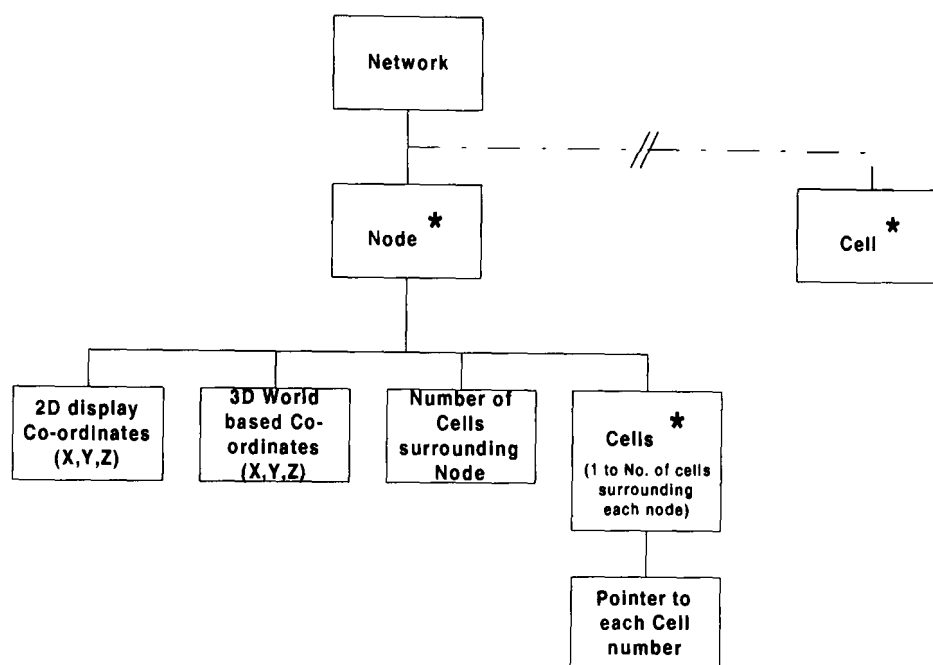 Network
Node *
Cell *
2D display
Co-ordinates
(X,Y,Z)
3D World
based Co-
ordinates
(X,Y,Z)
Number of
Cells
surrounding
Node
Cells *
(1 to No. of cells
surrounding
each node)
Pointer to
each Cell
number